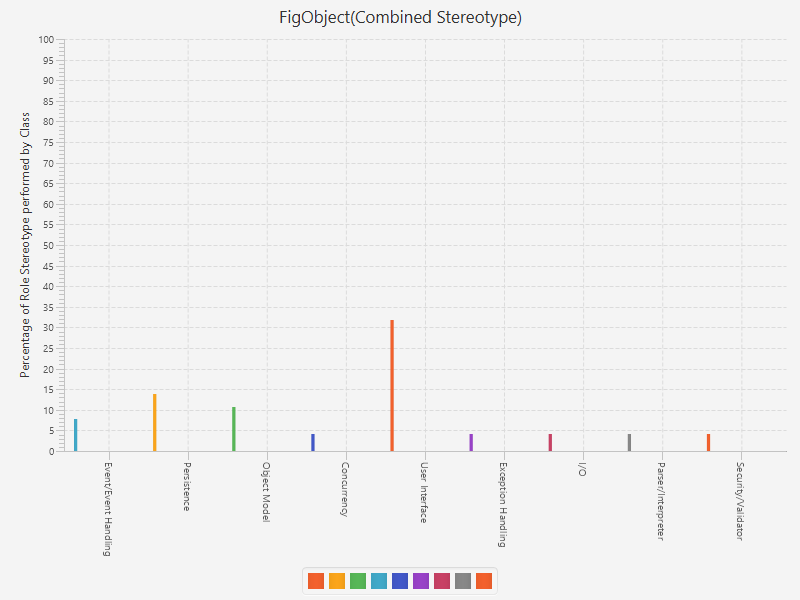 FigObject(Combined Stereotype)
Percentage of Role Stereotype performed by Class
100
95
90
85
80
75
70
65
60
55
50
45
40
35
30
25
20
15
10
5
0
Event/Event Handling
Persistence
Object Model
Concurrency
User Interface
Exception Handling
I/O
Parser/Interpreter
Security/Validator